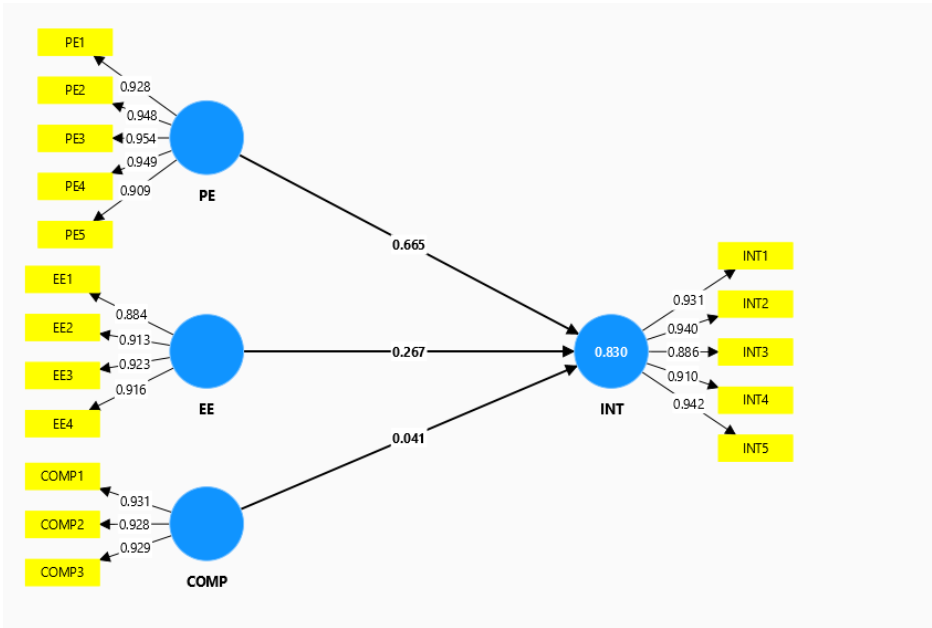 PE1
0.928
PE2
0.948
PE3
0.954
PE4
0.949
PE5
0.909
PE
0.665
EE1
0.884
EE2
0.913
EE3
0.923
EE4
0.916
EE
0.267
COMP1
0.931
COMP2
0.928
COMP3
0.929
COMP
0.041
0.830
INT
INT1
0.931
INT2
0.940
INT3
0.886
INT4
0.910
INT5
0.942